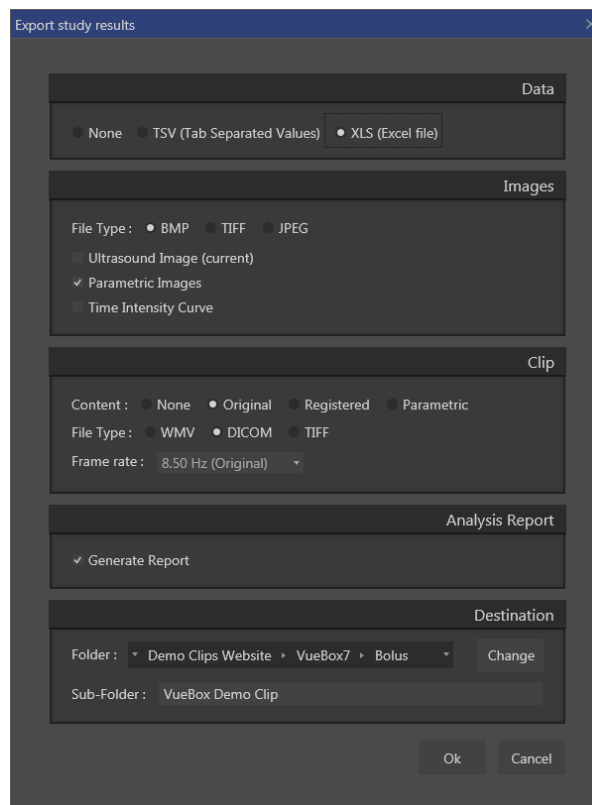 Export study results
Data
None TSV (Tab Separated Values) XLS (Excel file)
Images
File Type : BMP TIFF JPEG
Ultrasound Image (current)
Parametric Images
Time Intensity Curve
Clip
Content : None Original Registered Parametric
File Type : WMV DICOM TIFF
Frame rate : 8.50 Hz (Original)
Analysis Report
Generate Report
Destination
Folder : Demo Clips Website VueBox7 Bolus Change
Sub-Folder : VueBox Demo Clip
Ok Cancel